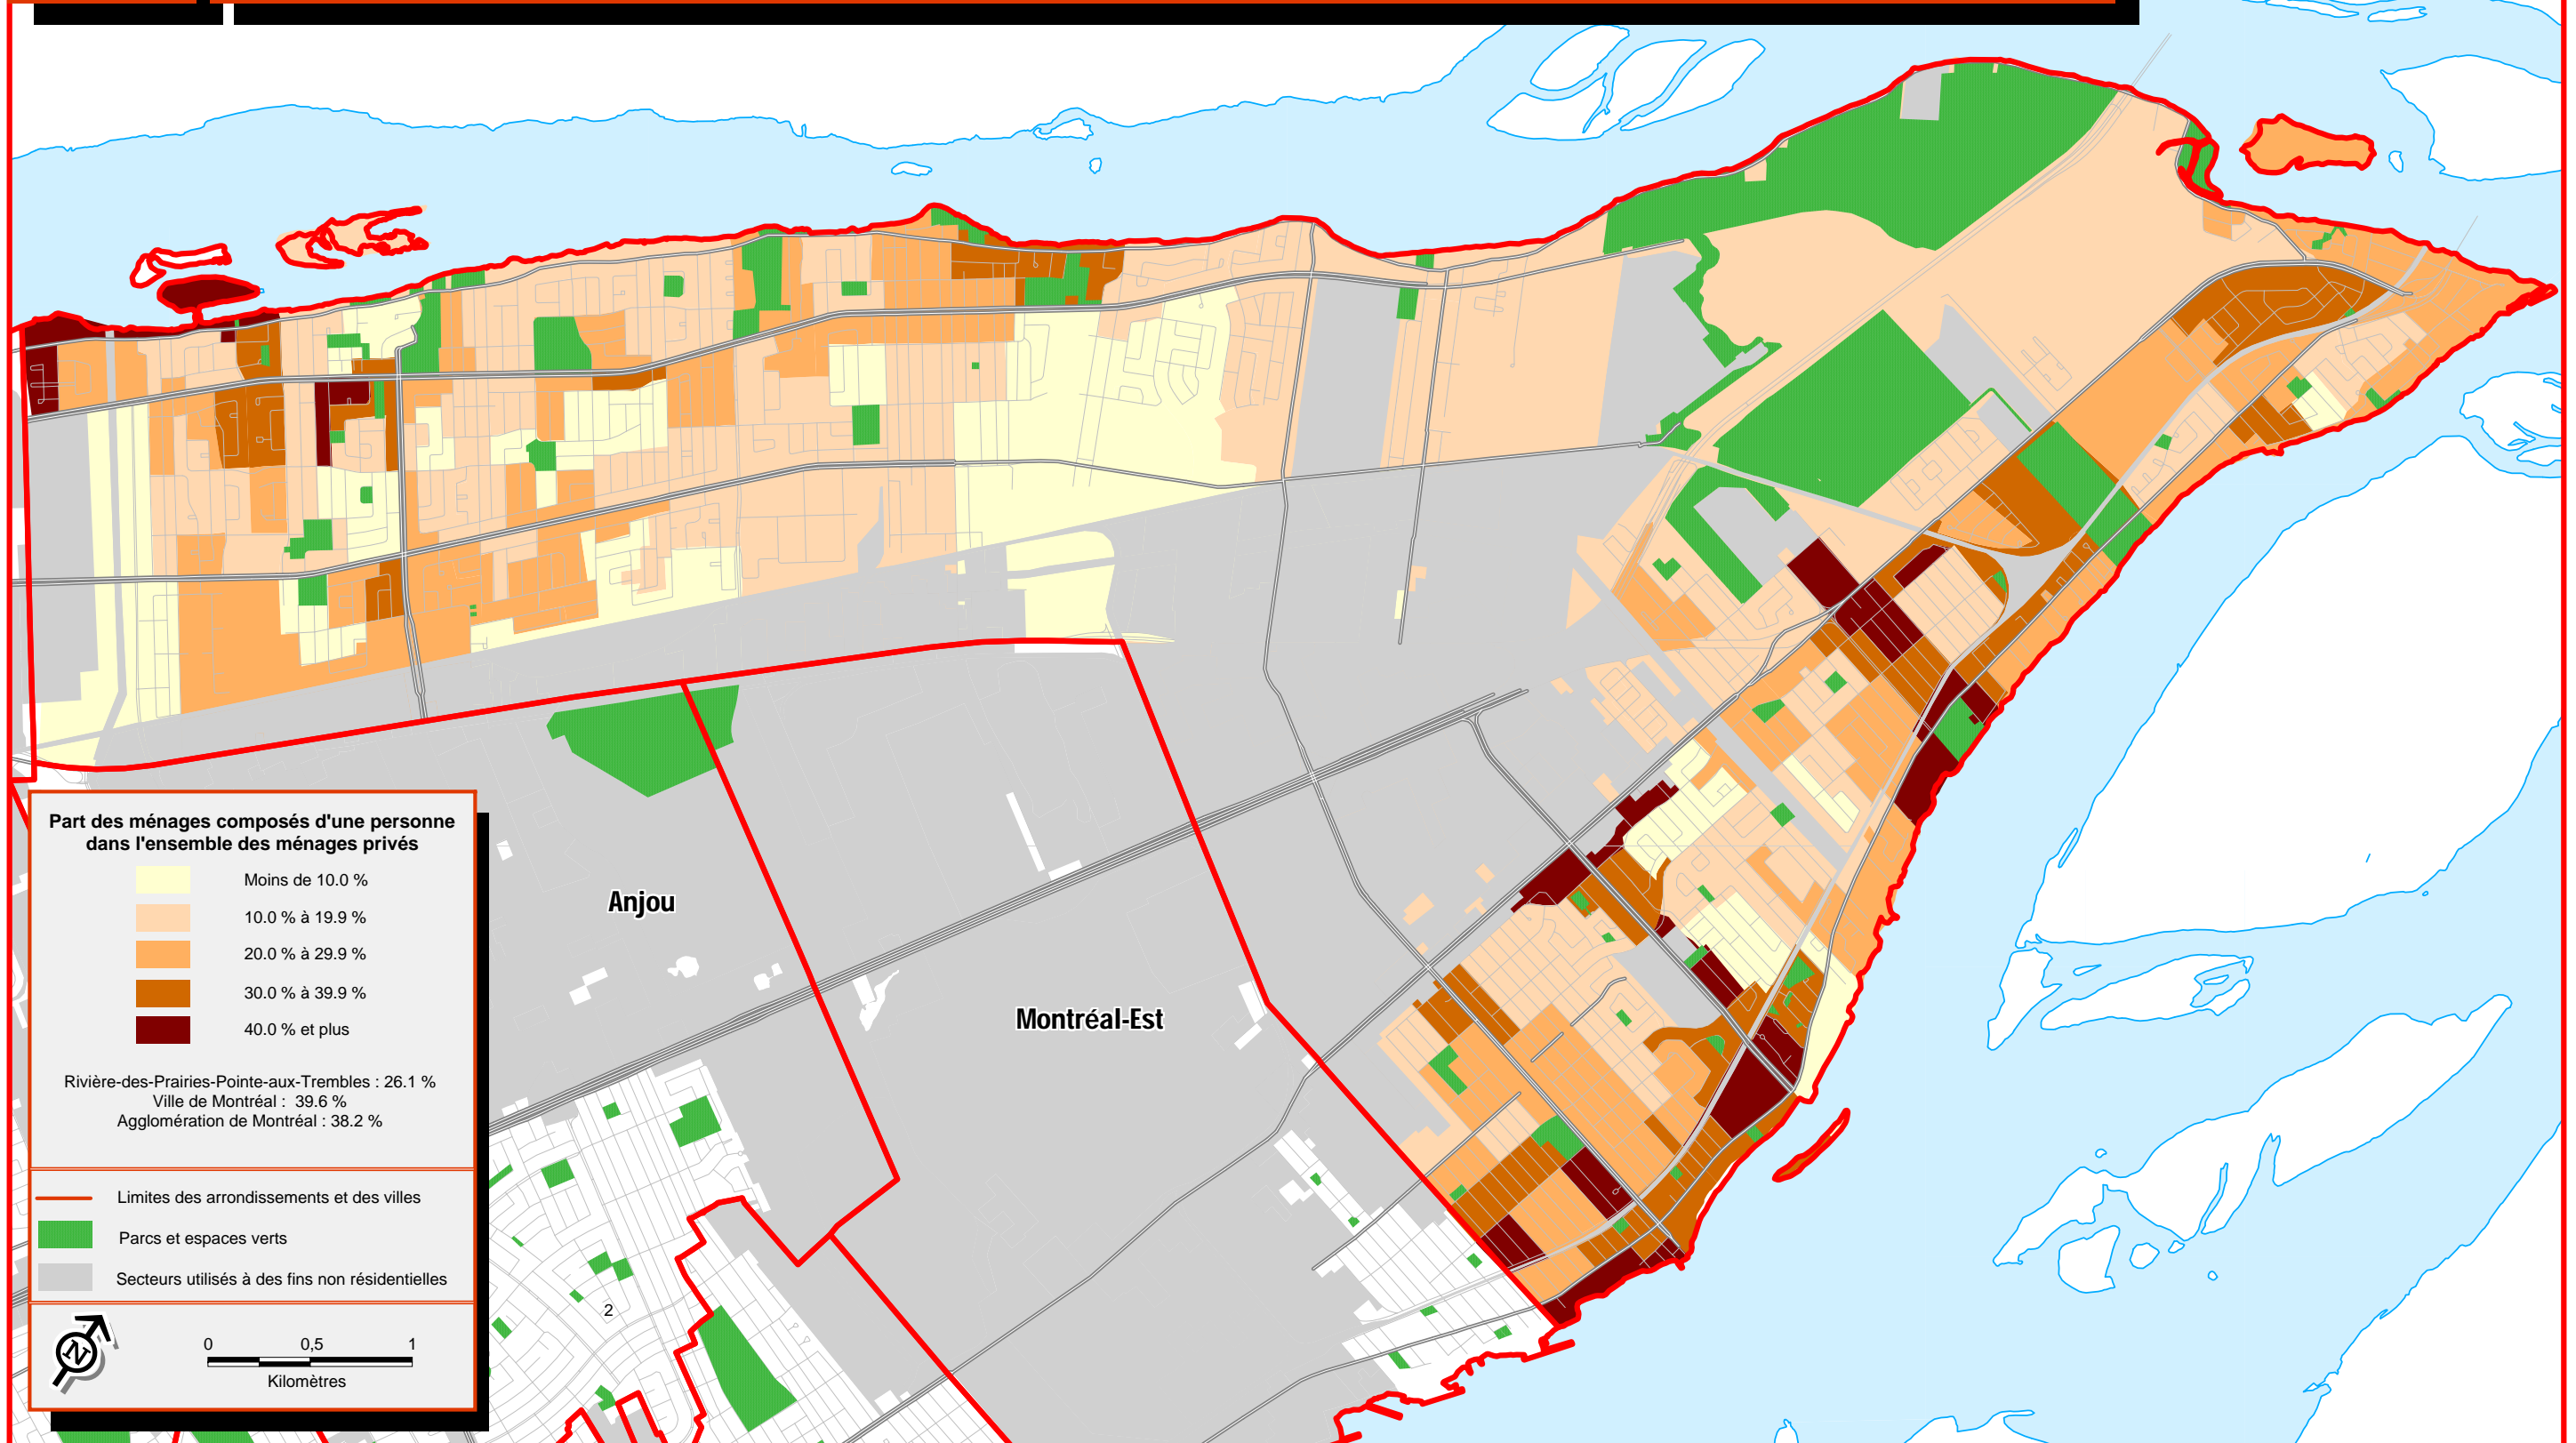 Anjou
Montréal-Est
Part des ménages composés d'une personne
dans l'ensemble des ménages privés
Moins de 10.0 %
10.0 % à 19.9 %
20.0 % à 29.9 %
30.0 % à 39.9 %
40.0 % et plus
Rivière-des-Prairies-Pointe-aux-Trembles : 26.1 %
Ville de Montréal : 39.6 %
Agglomération de Montréal : 38.2 %
Limites des arrondissements et des villes
Parcs et espaces verts
Secteurs utilisés à des fins non résidentielles
N
0 0,5 1
Kilomètres
2